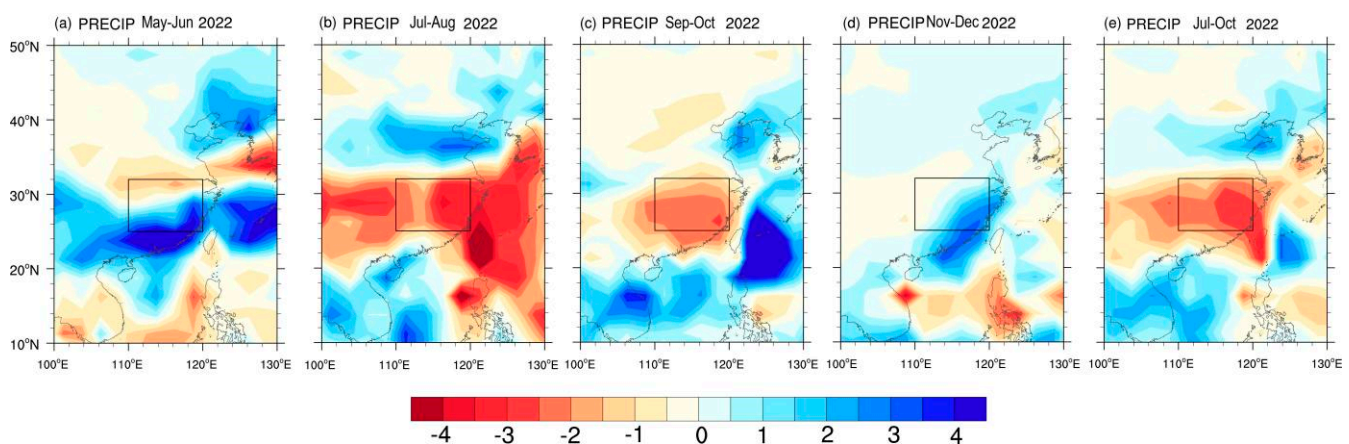 (a) PRECIP May-Jun 2022
(b) PRECIP Jul-Aug 2022
(c) PRECIP Sep-Oct 2022
(d) PRECIP Nov-Dec 2022
(e) PRECIP Jul-Oct 2022
50°N
40°N
30°N
20°N
10°N
100°E 110°E 120°E 130°E
100°E 110°E 120°E 130°E
100°E 110°E 120°E 130°E
100°E 110°E 120°E 130°E
100°E 110°E 120°E 130°E
-4 -3 -2 -1 0 1 2 3 4